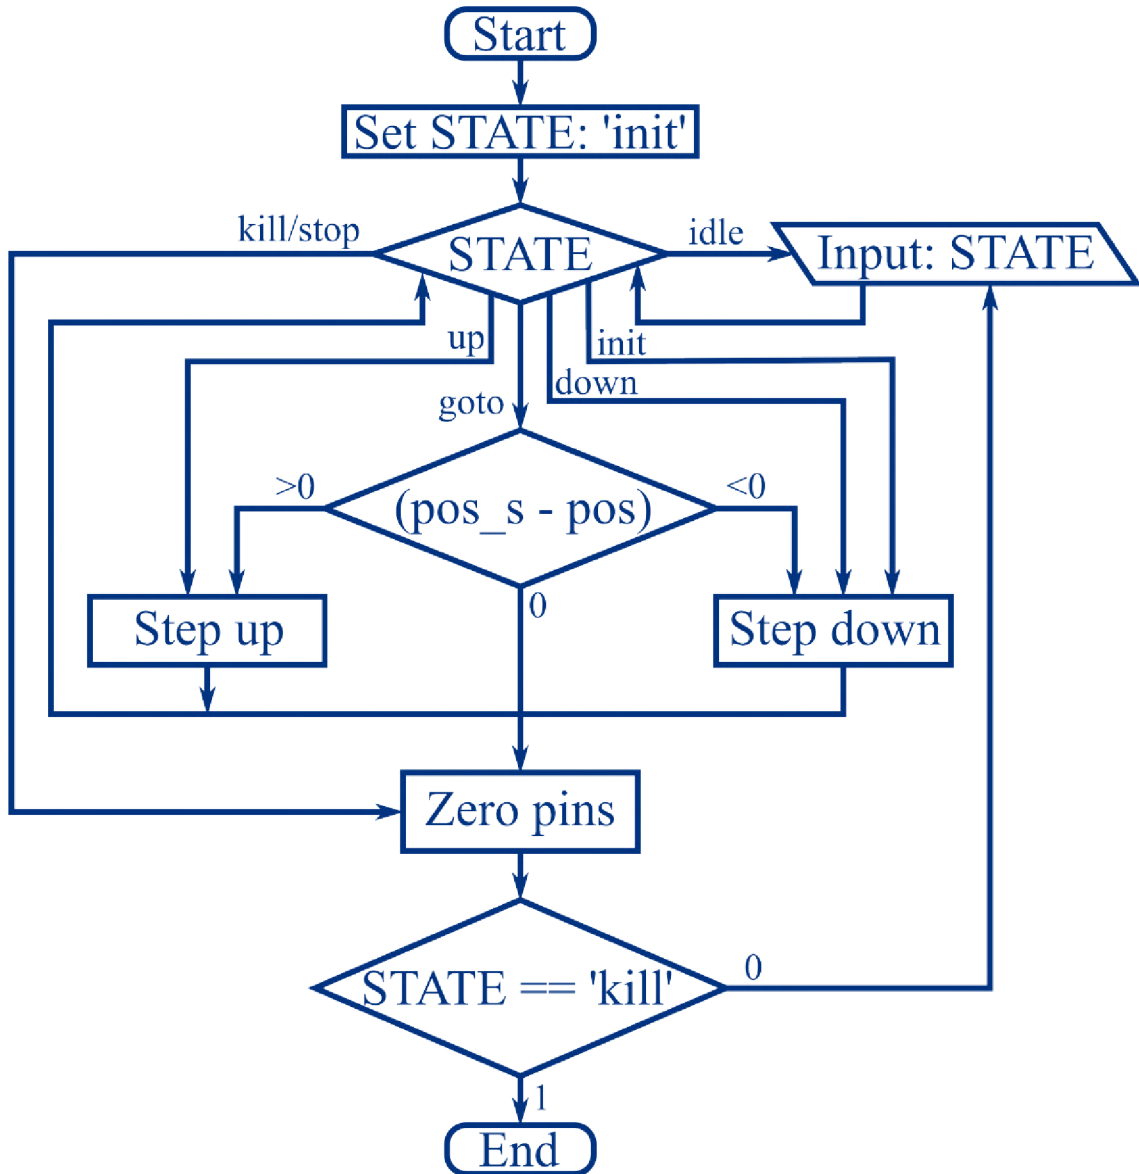 Start
Set STATE: 'init'
kill/stop
STATE
idle
Input: STATE
up
init
down
goto
>0
(pos_s - pos)
<0
Step up
0
Step down
Zero pins
STATE == 'kill'
0
1
End